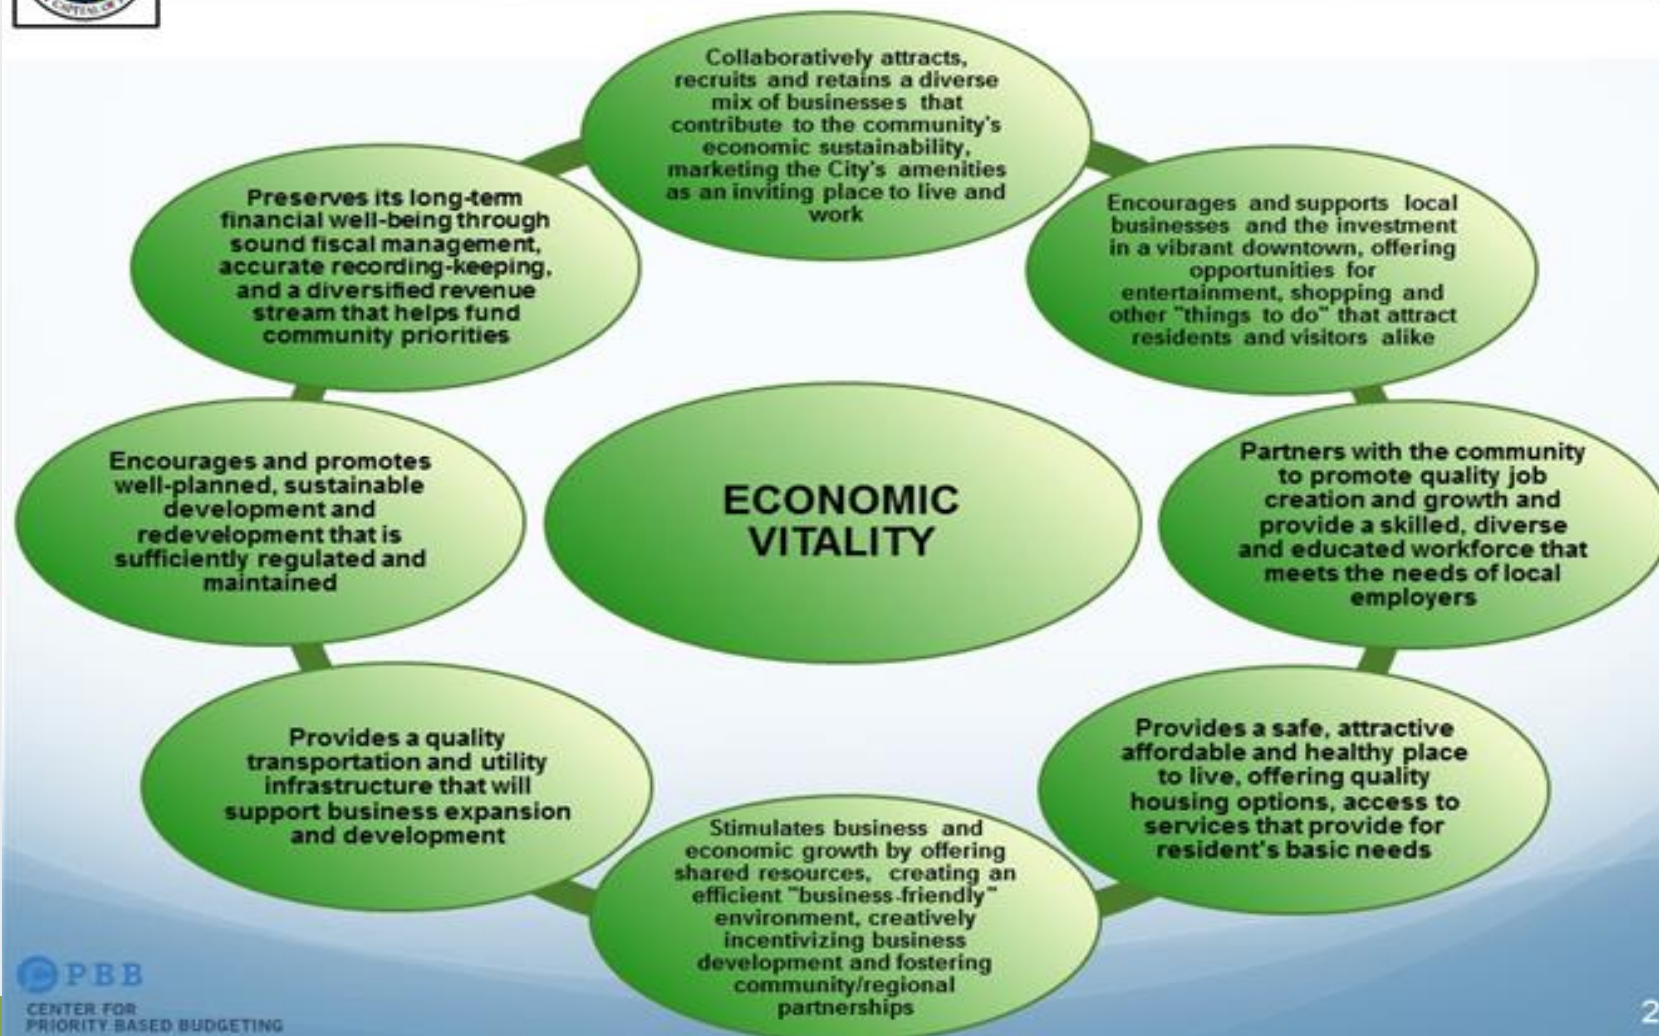 CAPITAL OF
Collaboratively attracts,
recruits and retains a diverse
mix of businesses that
contribute to the community's
economic sustainability,
marketing the City's amenities
as an inviting place to live and
work
Encourages and supports local
businesses and the investment
in a vibrant downtown, offering
opportunities for
entertainment, shopping and
other "things to do" that attract
residents and visitors alike
Partners with the community
to promote quality job
creation and growth and
provide a skilled, diverse
and educated workforce that
meets the needs of local
employers
Provides a safe, attractive
affordable and healthy place
to live, offering quality
housing options, access to
services that provide for
resident's basic needs
Stimulates business and
economic growth by offering
shared resources, creating an
efficient "business-friendly"
environment, creatively
incentivizing business
development and fostering
community/regional
partnerships
Provides a quality
transportation and utility
infrastructure that will
support business expansion
and development
Encourages and promotes
well-planned, sustainable
development and
redevelopment that is
sufficiently regulated and
maintained
Preserves its long-term
financial well-being through
sound fiscal management,
accurate recording-keeping,
and a diversified revenue
stream that helps fund
community priorities
ECONOMIC
VITALITY
PBB
CENTER FOR
PRIORITY BASED BUDGETING
2